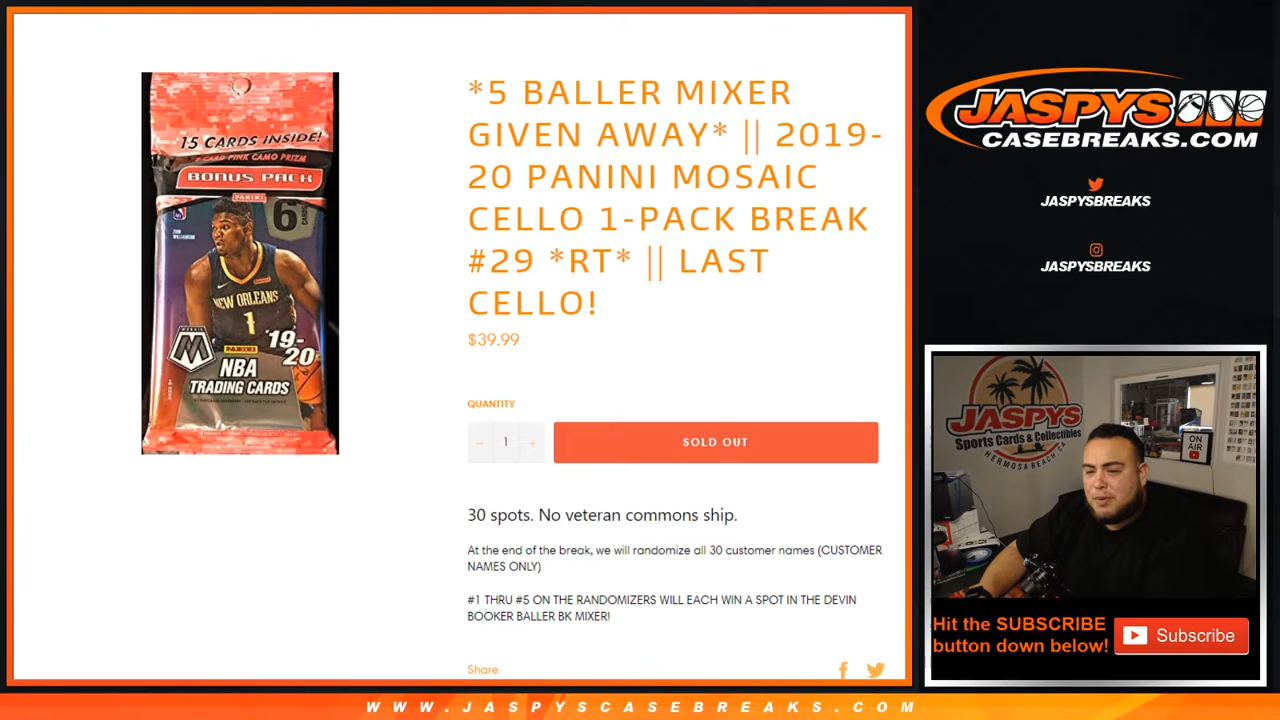 15 CARDS INSIDE!
BONUS PACK
PANINI
6
NEW ORLEANS
1
MOSAIC
PANINI
19-20
NBA
TRADING CARDS
*5 BALLER MIXER
GIVEN AWAY* || 2019-
20 PANINI MOSAIC
CELLO 1-PACK BREAK
#29 *RT* || LAST
CELLO!
$39.99
QUANTITY
− 1 +
SOLD OUT
30 spots. No veteran commons ship.
At the end of the break, we will randomize all 30 customer names (CUSTOMER
NAMES ONLY)
#1 THRU #5 ON THE RANDOMIZERS WILL EACH WIN A SPOT IN THE DEVIN
BOOKER BALLER BK MIXER!
Share
JASPYS
CASEBREAKS.COM
JASPYSBREAKS
JASPYSBREAKS
JASPYS
Sports Cards & Collectibles
HERMOSA BEACH, CA
ON
AIR
Hit the SUBSCRIBE
button down below!
Subscribe
WWW.JASPYSCASEBREAKS.COM